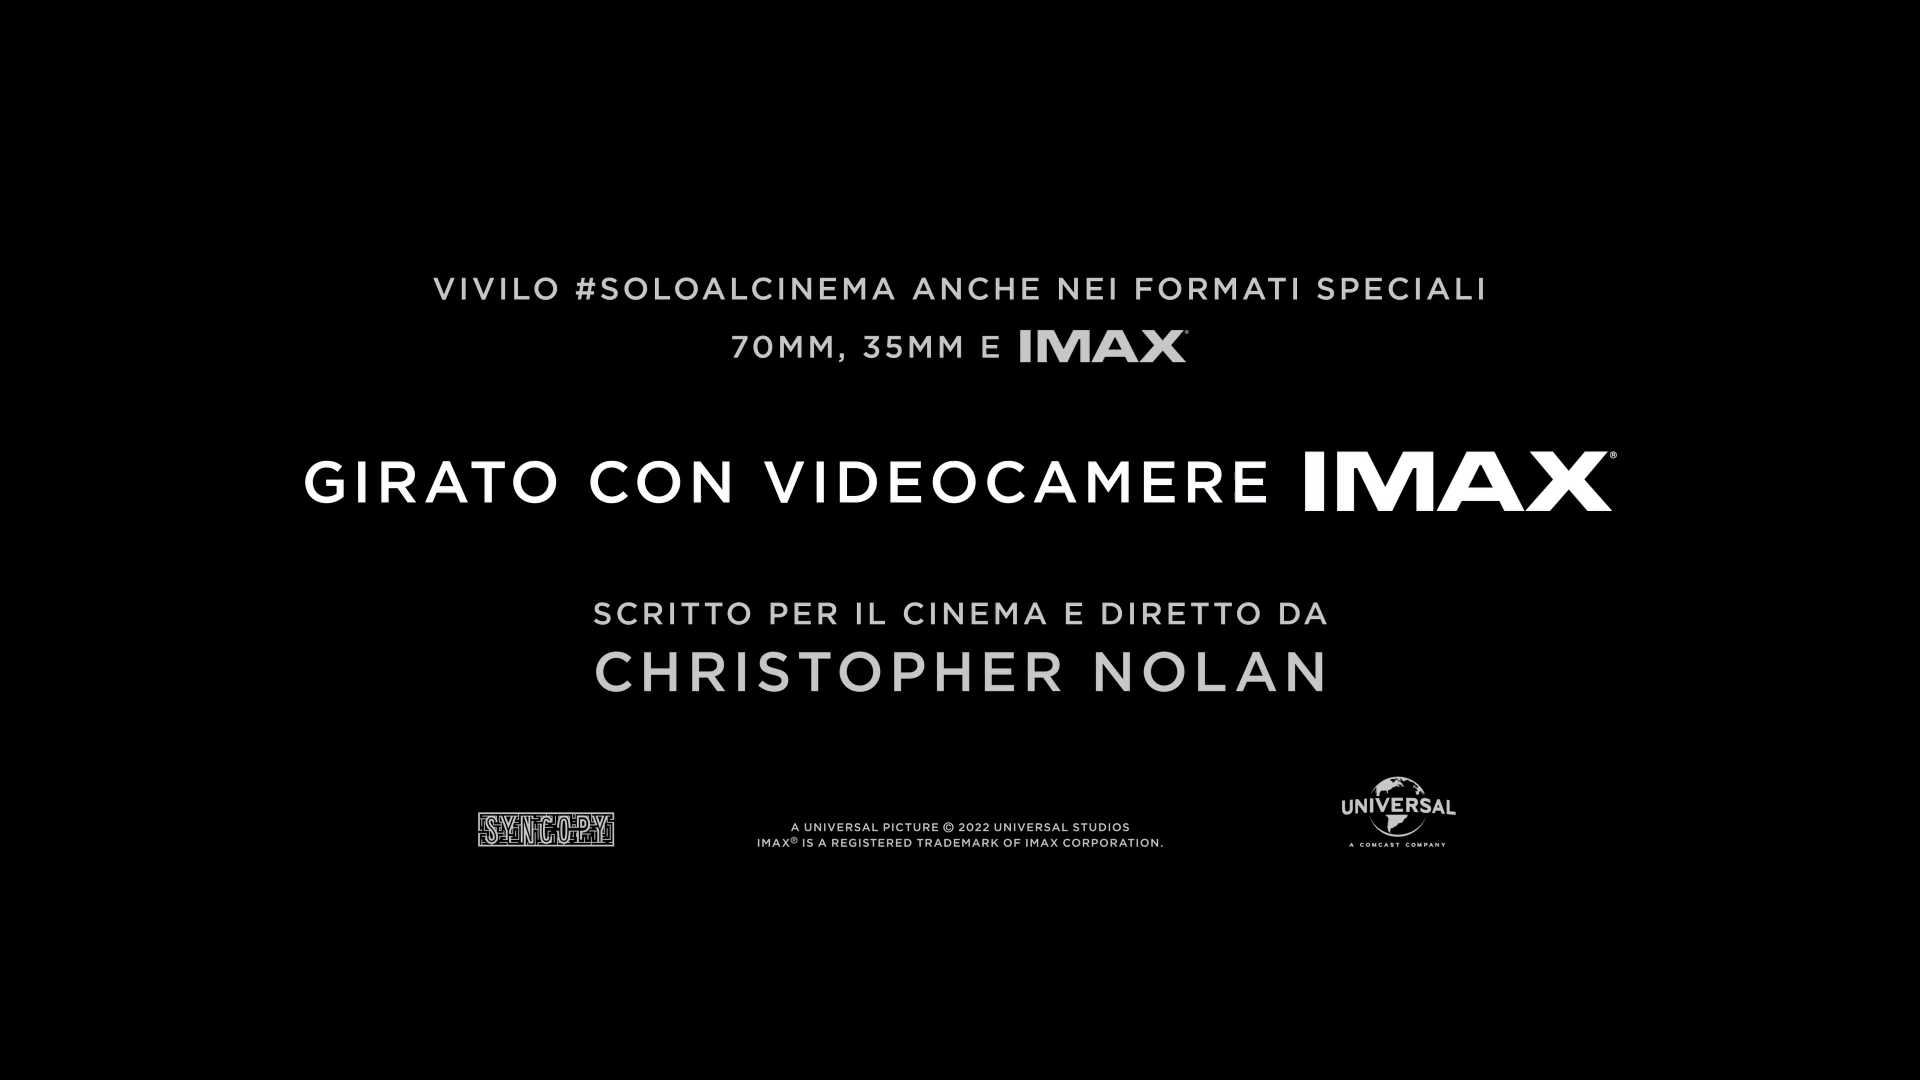 VIVILO #SOLOALCINEMA ANCHE NEI FORMATI SPECIALI
70MM, 35MM E IMAX®
GIRATO CON VIDEOCAMERE IMAX®
SCRITTO PER IL CINEMA E DIRETTO DA
CHRISTOPHER NOLAN
SYNCOPY
A UNIVERSAL PICTURE © 2022 UNIVERSAL STUDIOS
IMAX® IS A REGISTERED TRADEMARK OF IMAX CORPORATION.
UNIVERSAL
A COMCAST COMPANY